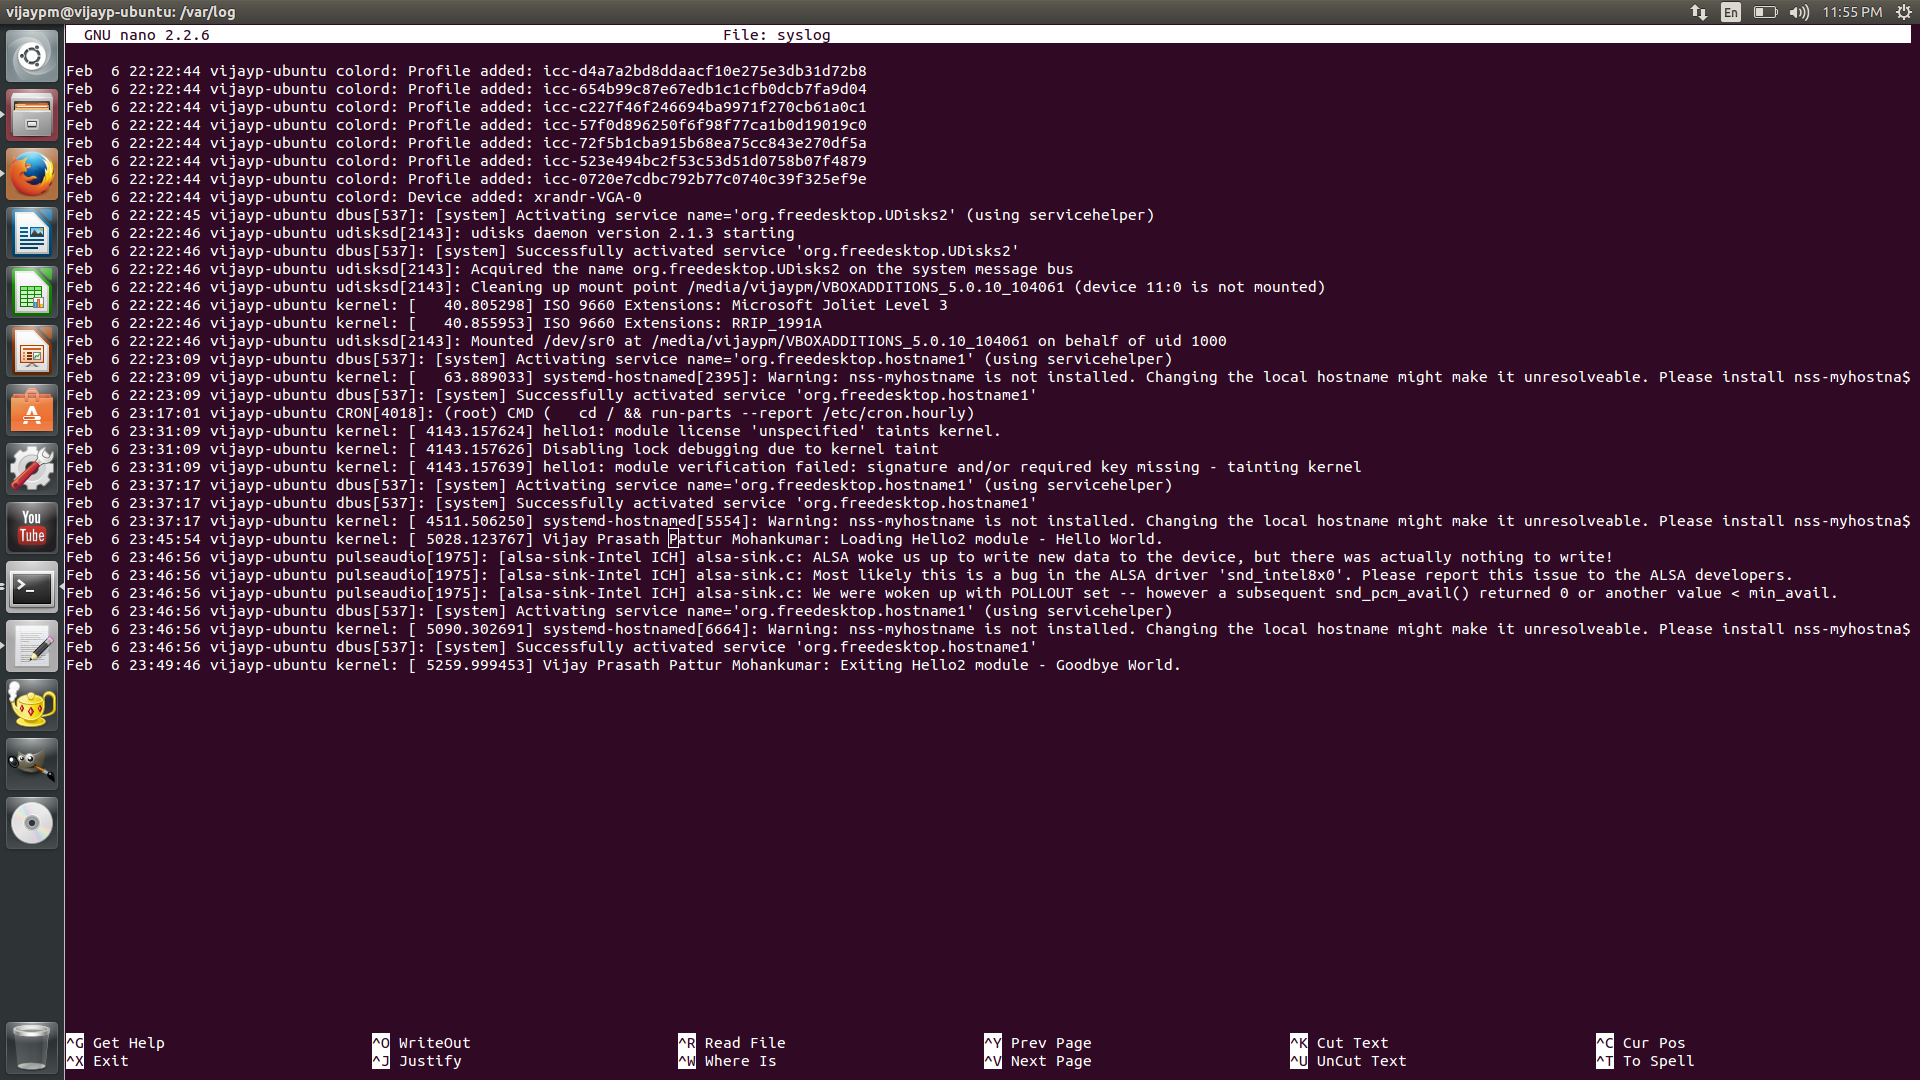 vijaypm@vijayp-ubuntu: /var/log
En
11:55 PM
GNU nano 2.2.6 File: syslog
Feb  6 22:22:44 vijayp-ubuntu colord: Profile added: icc-d4a7a2bd8ddaacf10e275e3db31d72b8
Feb  6 22:22:44 vijayp-ubuntu colord: Profile added: icc-654b99c87e67edb1c1cfb0dcb7fa9d04
Feb  6 22:22:44 vijayp-ubuntu colord: Profile added: icc-c227f46f246694ba9971f270cb61a0c1
Feb  6 22:22:44 vijayp-ubuntu colord: Profile added: icc-57f0d896250f6f98f77ca1b0d19019c0
Feb  6 22:22:44 vijayp-ubuntu colord: Profile added: icc-72f5b1cba915b68ea75cc843e270df5a
Feb  6 22:22:44 vijayp-ubuntu colord: Profile added: icc-523e494bc2f53c53d51d0758b07f4879
Feb  6 22:22:44 vijayp-ubuntu colord: Profile added: icc-0720e7cdbc792b77c0740c39f325ef9e
Feb  6 22:22:44 vijayp-ubuntu colord: Device added: xrandr-VGA-0
Feb  6 22:22:45 vijayp-ubuntu dbus[537]: [system] Activating service name='org.freedesktop.UDisks2' (using servicehelper)
Feb  6 22:22:46 vijayp-ubuntu udisksd[2143]: udisks daemon version 2.1.3 starting
Feb  6 22:22:46 vijayp-ubuntu dbus[537]: [system] Successfully activated service 'org.freedesktop.UDisks2'
Feb  6 22:22:46 vijayp-ubuntu udisksd[2143]: Acquired the name org.freedesktop.UDisks2 on the system message bus
Feb  6 22:22:46 vijayp-ubuntu udisksd[2143]: Cleaning up mount point /media/vijaypm/VBOXADDITIONS_5.0.10_104061 (device 11:0 is not mounted)
Feb  6 22:22:46 vijayp-ubuntu kernel: [   40.805298] ISO 9660 Extensions: Microsoft Joliet Level 3
Feb  6 22:22:46 vijayp-ubuntu kernel: [   40.855953] ISO 9660 Extensions: RRIP_1991A
Feb  6 22:22:46 vijayp-ubuntu udisksd[2143]: Mounted /dev/sr0 at /media/vijaypm/VBOXADDITIONS_5.0.10_104061 on behalf of uid 1000
Feb  6 22:23:09 vijayp-ubuntu dbus[537]: [system] Activating service name='org.freedesktop.hostname1' (using servicehelper)
Feb  6 22:23:09 vijayp-ubuntu kernel: [   63.889033] systemd-hostnamed[2395]: Warning: nss-myhostname is not installed. Changing the local hostname might make it unresolveable. Please install nss-myhostna$
Feb  6 22:23:09 vijayp-ubuntu dbus[537]: [system] Successfully activated service 'org.freedesktop.hostname1'
Feb  6 23:17:01 vijayp-ubuntu CRON[4018]: (root) CMD (   cd / && run-parts --report /etc/cron.hourly)
Feb  6 23:31:09 vijayp-ubuntu kernel: [ 4143.157624] hello1: module license 'unspecified' taints kernel.
Feb  6 23:31:09 vijayp-ubuntu kernel: [ 4143.157626] Disabling lock debugging due to kernel taint
Feb  6 23:31:09 vijayp-ubuntu kernel: [ 4143.157639] hello1: module verification failed: signature and/or required key missing - tainting kernel
Feb  6 23:37:17 vijayp-ubuntu dbus[537]: [system] Activating service name='org.freedesktop.hostname1' (using servicehelper)
Feb  6 23:37:17 vijayp-ubuntu dbus[537]: [system] Successfully activated service 'org.freedesktop.hostname1'
Feb  6 23:37:17 vijayp-ubuntu kernel: [ 4511.506250] systemd-hostnamed[5554]: Warning: nss-myhostname is not installed. Changing the local hostname might make it unresolveable. Please install nss-myhostna$
Feb  6 23:45:54 vijayp-ubuntu kernel: [ 5028.123767] Vijay Prasath Pattur Mohankumar: Loading Hello2 module - Hello World.
Feb  6 23:46:56 vijayp-ubuntu pulseaudio[1975]: [alsa-sink-Intel ICH] alsa-sink.c: ALSA woke us up to write new data to the device, but there was actually nothing to write!
Feb  6 23:46:56 vijayp-ubuntu pulseaudio[1975]: [alsa-sink-Intel ICH] alsa-sink.c: Most likely this is a bug in the ALSA driver 'snd_intel8x0'. Please report this issue to the ALSA developers.
Feb  6 23:46:56 vijayp-ubuntu pulseaudio[1975]: [alsa-sink-Intel ICH] alsa-sink.c: We were woken up with POLLOUT set -- however a subsequent snd_pcm_avail() returned 0 or another value < min_avail.
Feb  6 23:46:56 vijayp-ubuntu dbus[537]: [system] Activating service name='org.freedesktop.hostname1' (using servicehelper)
Feb  6 23:46:56 vijayp-ubuntu kernel: [ 5090.302691] systemd-hostnamed[6664]: Warning: nss-myhostname is not installed. Changing the local hostname might make it unresolveable. Please install nss-myhostna$
Feb  6 23:46:56 vijayp-ubuntu dbus[537]: [system] Successfully activated service 'org.freedesktop.hostname1'
Feb  6 23:49:46 vijayp-ubuntu kernel: [ 5259.999453] Vijay Prasath Pattur Mohankumar: Exiting Hello2 module - Goodbye World.
You
Tube
^G Get Help ^O WriteOut ^R Read File ^Y Prev Page ^K Cut Text ^C Cur Pos
^X Exit ^J Justify ^W Where Is ^V Next Page ^U UnCut Text ^T To Spell